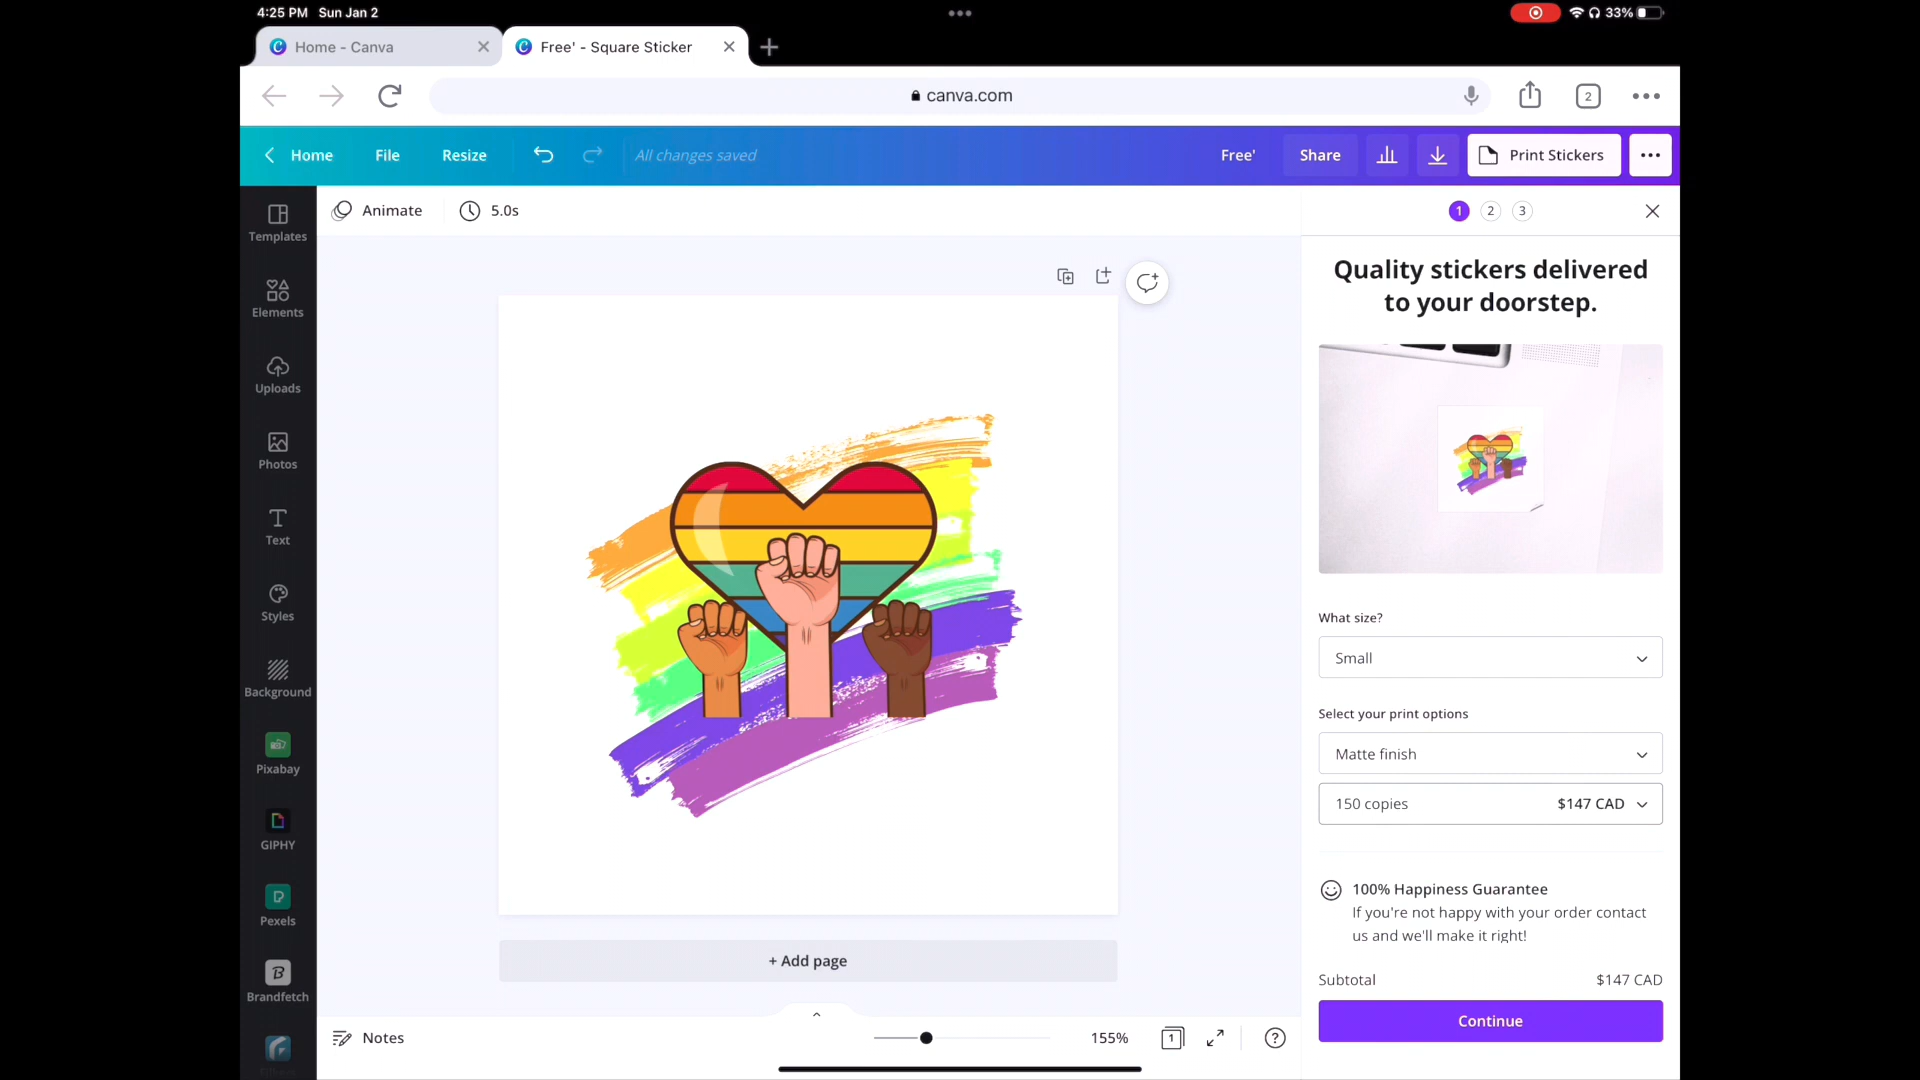 4:25 PM Sun Jan 2
33%
Home - Canva
Free' - Square Sticker
canva.com
2
Home
File
Resize
All changes saved
Free'
Share
Print Stickers
Templates
Elements
Uploads
Photos
Text
Styles
Background
Pixabay
GIPHY
Pexels
Brandfetch
Animate
5.0s
1 2 3
Quality stickers delivered
to your doorstep.
What size?
Small
Select your print options
Matte finish
150 copies $147 CAD
100% Happiness Guarantee
If you're not happy with your order contact
us and we'll make it right!
Subtotal $147 CAD
Continue
+ Add page
Notes
155%
1
?